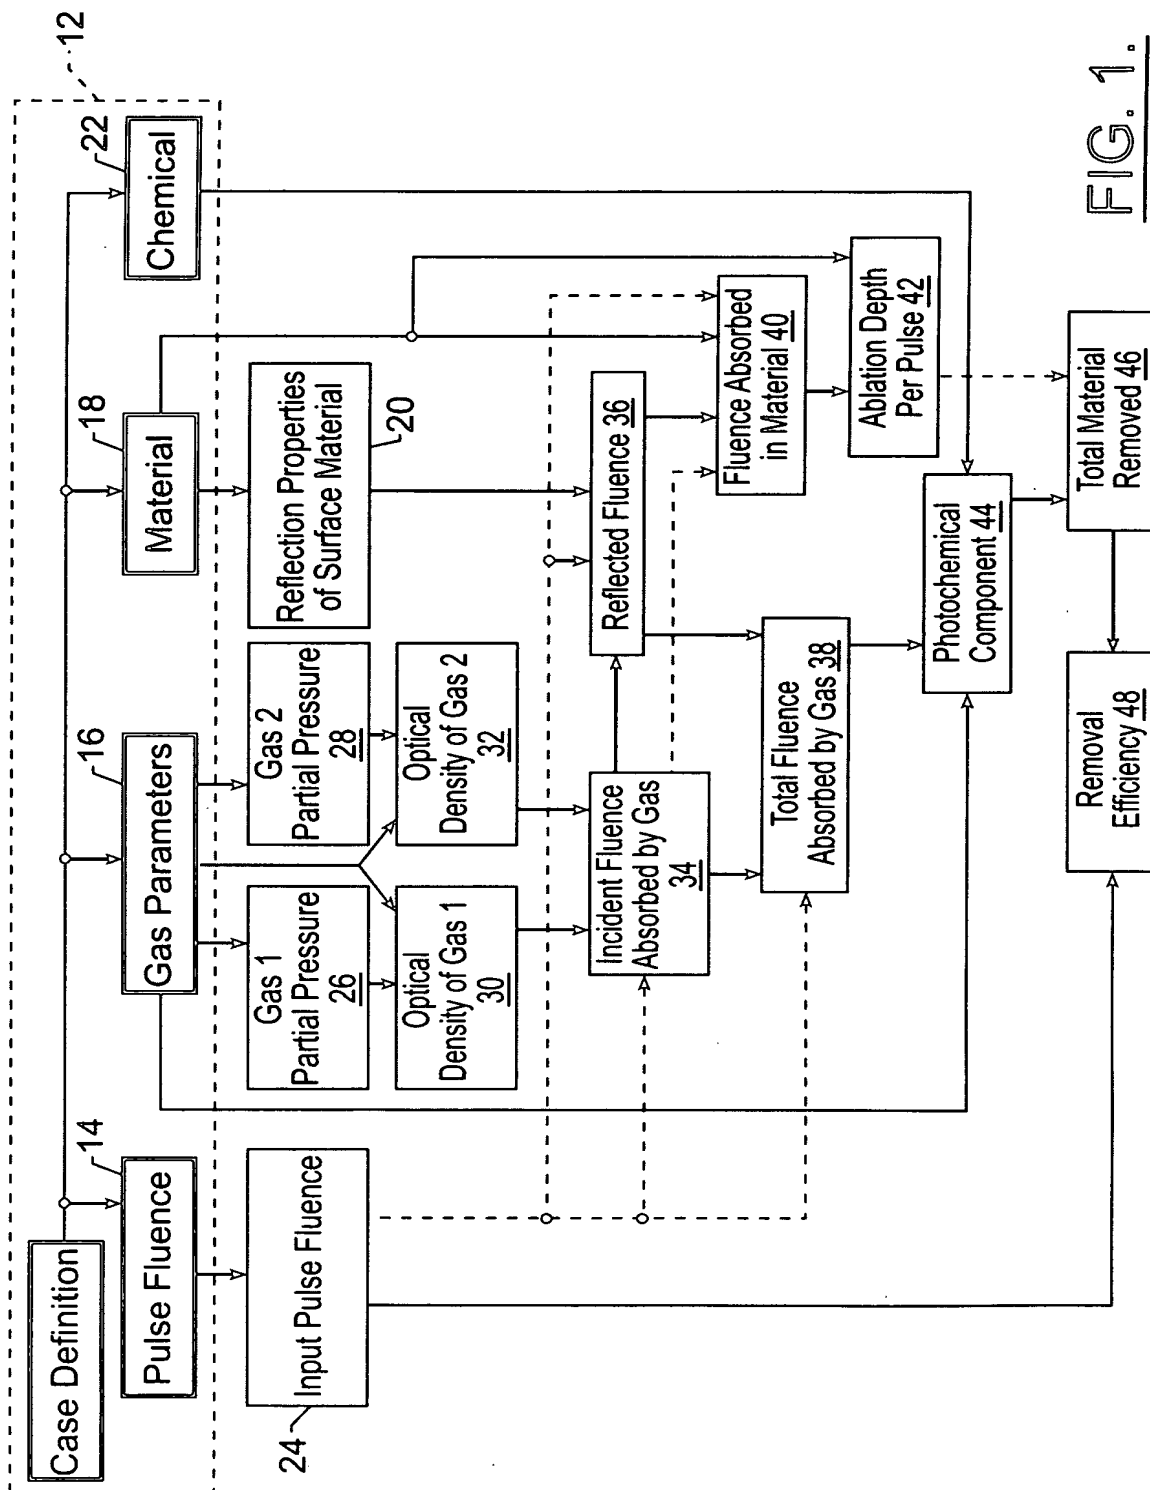 12
Case Definition
14
Pulse Fluence
16
Gas Parameters
18
Material
22
Chemical
24
Input Pulse Fluence
Gas 1
Partial Pressure
26
Gas 2
Partial Pressure
28
Reflection Properties
of Surface Material
20
Optical
Density of Gas 1
30
Optical
Density of Gas 2
32
Incident Fluence
Absorbed by Gas
34
Reflected Fluence 36
Total Fluence
Absorbed by Gas 38
Fluence Absorbed
in Material 40
Ablation Depth
Per Pulse 42
Photochemical
Component 44
Removal
Efficiency 48
Total Material
Removed 46
FIG. 1.